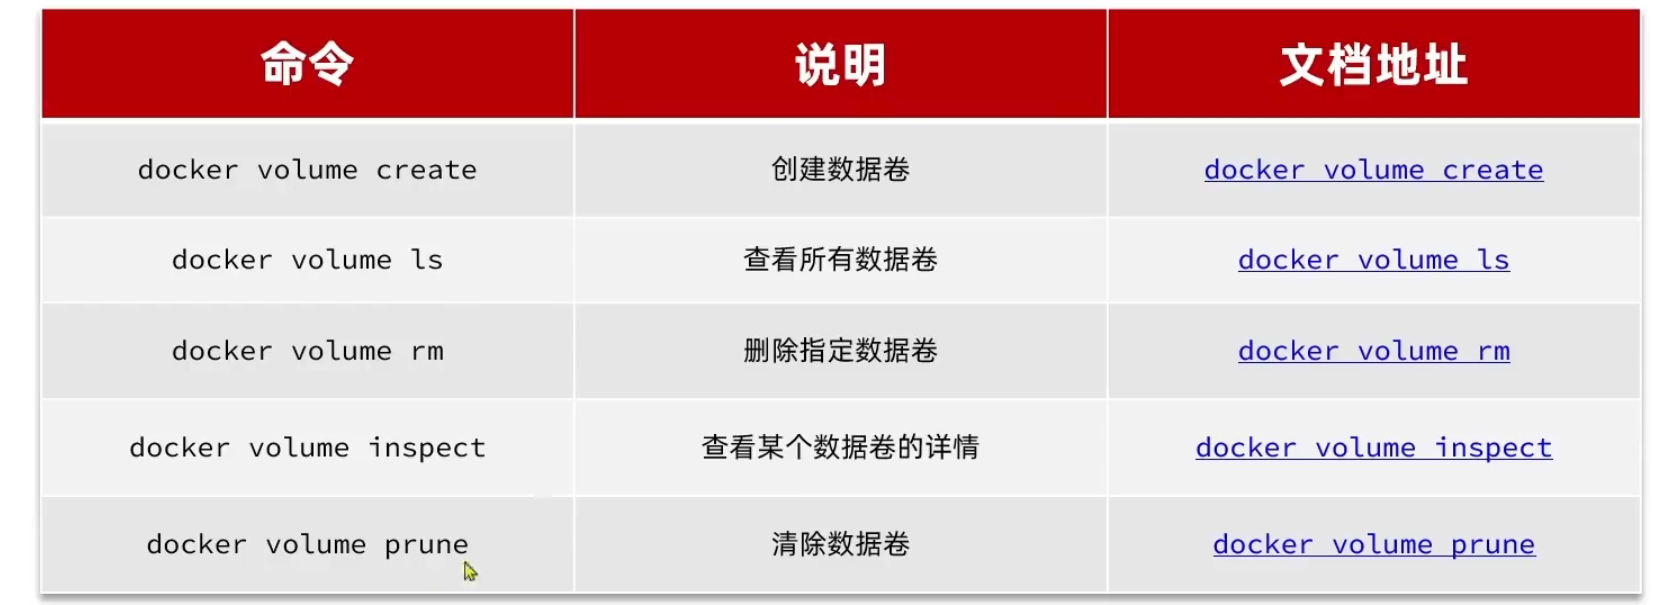 命令 说明 文档地址
docker volume create 创建数据卷 docker volume create
docker volume ls 查看所有数据卷 docker volume ls
docker volume rm 删除指定数据卷 docker volume rm
docker volume inspect 查看某个数据卷的详情 docker volume inspect
docker volume prune 清除数据卷 docker volume prune